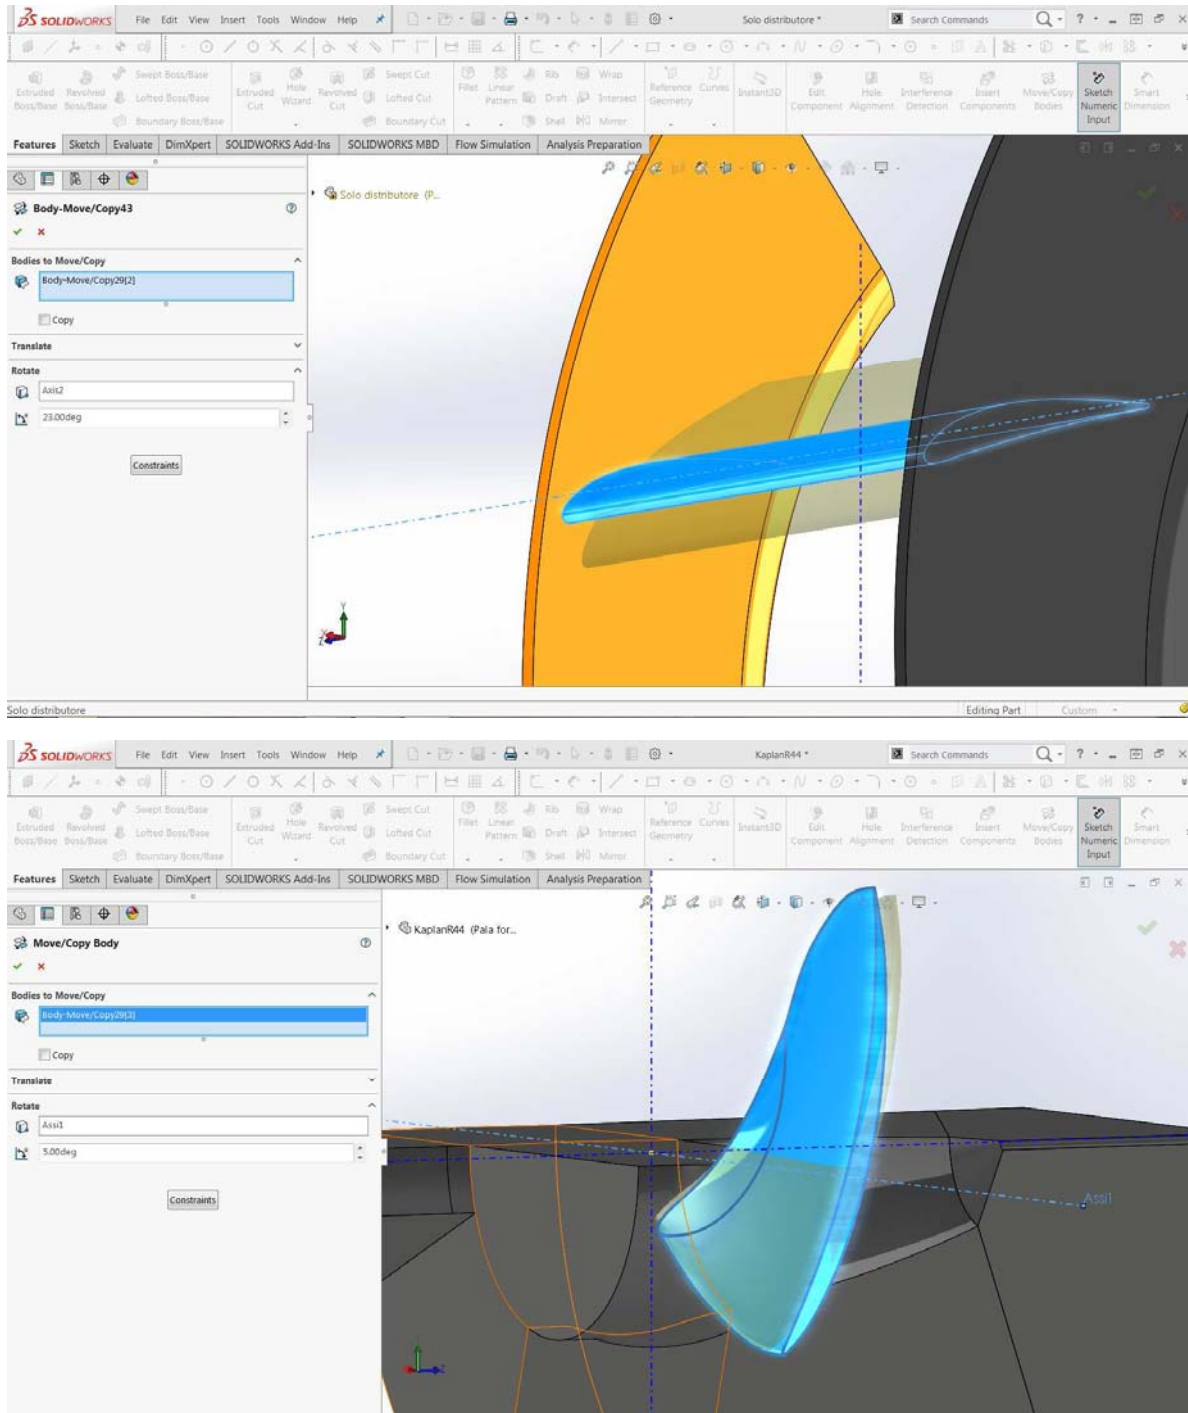 SOLIDWORKS File Edit View Insert Tools Window Help Solo distributore * Search Commands ?
Extruded Boss/Base Revolved Boss/Base Swept Boss/Base Lofted Boss/Base Boundary Boss/Base Extruded Cut Hole Wizard Revolved Cut Swept Cut Lofted Cut Boundary Cut Fillet Linear Pattern Rib Draft Shell Wrap Intersect Mirror Reference Geometry Curves Instant3D Edit Component Hole Alignment Interference Detection Insert Components Move/Copy Bodies Sketch Numeric Input Smart Dimension
Features Sketch Evaluate DimXpert SOLIDWORKS Add-Ins SOLIDWORKS MBD Flow Simulation Analysis Preparation
Solo distributore (P...
Body-Move/Copy43
Bodies to Move/Copy
Body-Move/Copy29[2]
Copy
Translate
Rotate
Axis2
23.00deg
Constraints
Y
Solo distributore Editing Part Custom
SOLIDWORKS File Edit View Insert Tools Window Help KaplanR44 * Search Commands ?
Extruded Boss/Base Revolved Boss/Base Swept Boss/Base Lofted Boss/Base Boundary Boss/Base Extruded Cut Hole Wizard Revolved Cut Swept Cut Lofted Cut Boundary Cut Fillet Linear Pattern Rib Draft Shell Wrap Intersect Mirror Reference Geometry Curves Instant3D Edit Component Hole Alignment Interference Detection Insert Components Move/Copy Bodies Sketch Numeric Input Smart Dimension
Features Sketch Evaluate DimXpert SOLIDWORKS Add-Ins SOLIDWORKS MBD Flow Simulation Analysis Preparation
KaplanR44 (Pala for...
Move/Copy Body
Bodies to Move/Copy
Body-Move/Copy29[3]
Copy
Translate
Rotate
Assi1
5.00deg
Constraints
Assi1